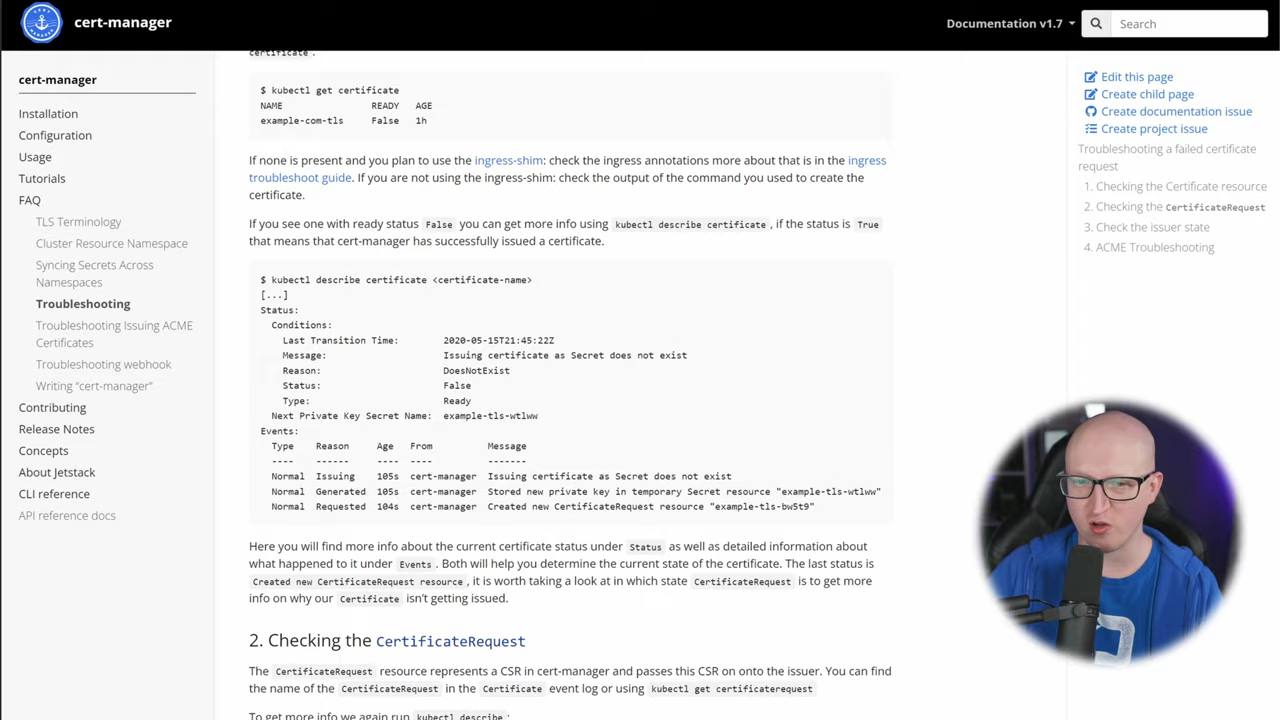 cert-manager
Documentation v1.7
Search
cert-manager
Installation
Configuration
Usage
Tutorials
FAQ
TLS Termination
Cluster Resource Namespace
Syncing Secrets Across
Namespaces
Troubleshooting
Troubleshooting Issuing ACME
Certificates
Troubleshooting webhook
Writing “cert-manager”
Contributing
Release Notes
Concepts
About Jetstack
CLI reference
API reference docs
certificate.
$ kubectl get certificate
NAME READY AGE
example-com-tls False 1h
If none is present and you plan to use the ingress-shim: check the ingress annotations more about that is in the ingress
troubleshoot guide. If you are not using the ingress-shim: check the output of the command you used to create the
certificate.
If you see one with ready status False you can get more info using kubectl describe certificate, if the status is True
that means that cert-manager has successfully issued a certificate.
$ kubectl describe certificate <certificate-name>
[...]
Status:
Conditions:
Last Transition Time: 2020-05-15T21:45:22Z
Message: Issuing certificate as Secret does not exist
Reason: DoesNotExist
Status: False
Type: Ready
Next Private Key Secret Name: example-tls-wtlww
Events:
Type Reason Age From Message
---- ------ ---- ---- -------
Normal Issuing 105s cert-manager Issuing certificate as Secret does not exist
Normal Generated 105s cert-manager Stored new private key in temporary Secret resource "example-tls-wtlww"
Normal Requested 104s cert-manager Created new CertificateRequest resource "example-tls-bw5t9"
Here you will find more info about the current certificate status under Status as well as detailed information about
what happened to it under Events. Both will help you determine the current state of the certificate. The last status is
Created new CertificateRequest resource, it is worth taking a look at in which state CertificateRequest is to get more
info on why our Certificate isn’t getting issued.
2. Checking the CertificateRequest
The CertificateRequest resource represents a CSR in cert-manager and passes this CSR on onto the issuer. You can find
the name of the CertificateRequest in the Certificate event log or using kubectl get certificaterequest
To get more info we again run kubectl describe:
Edit this page
Create child page
Create documentation issue
Create project issue
Troubleshooting a failed certificate
request
1. Checking the Certificate resource
2. Checking the CertificateRequest
3. Check the issuer state
4. ACME Troubleshooting